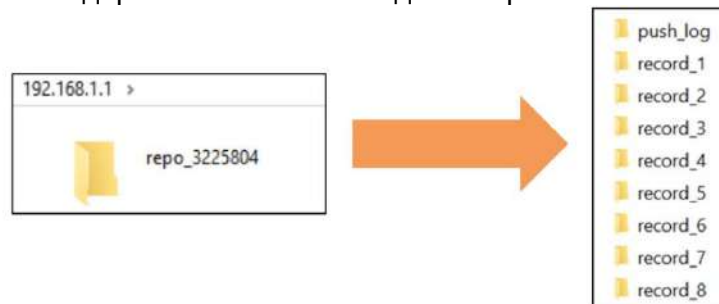 192.168.1.1 >
repo_3225804
push_log
record_1
record_2
record_3
record_4
record_5
record_6
record_7
record_8